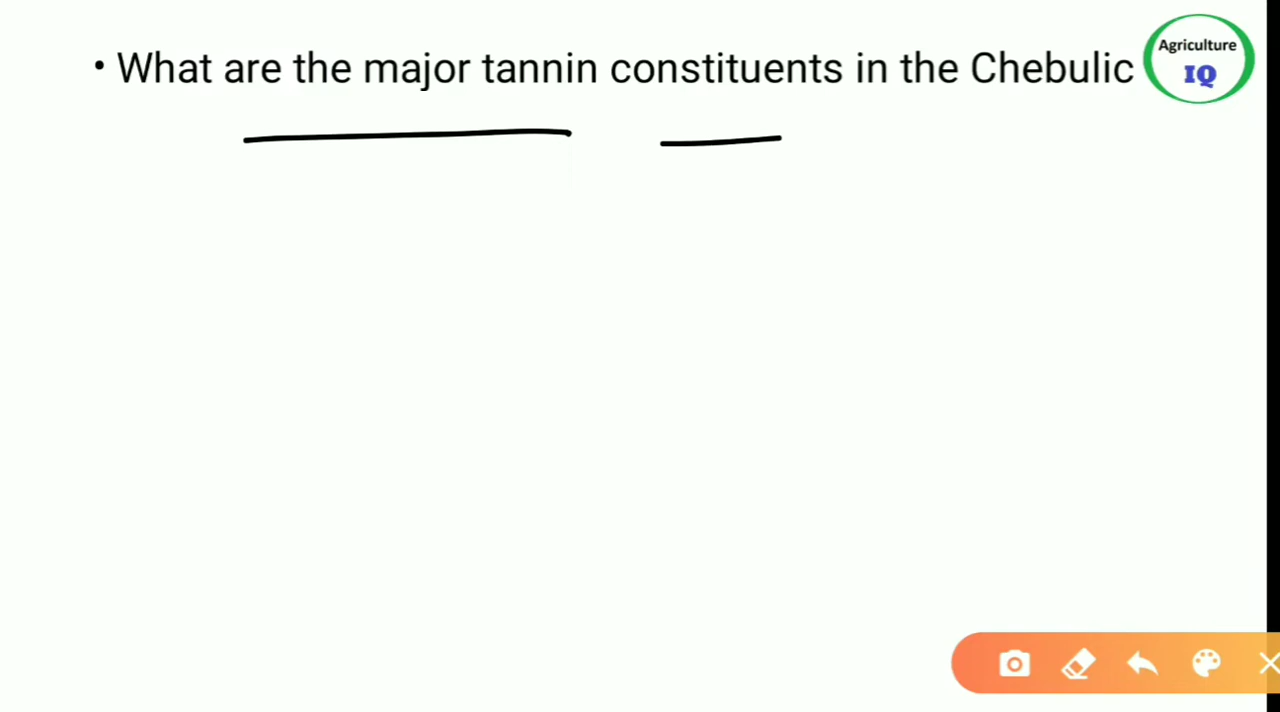 • What are the major tannin constituents in the Chebulic
Agriculture
IQ